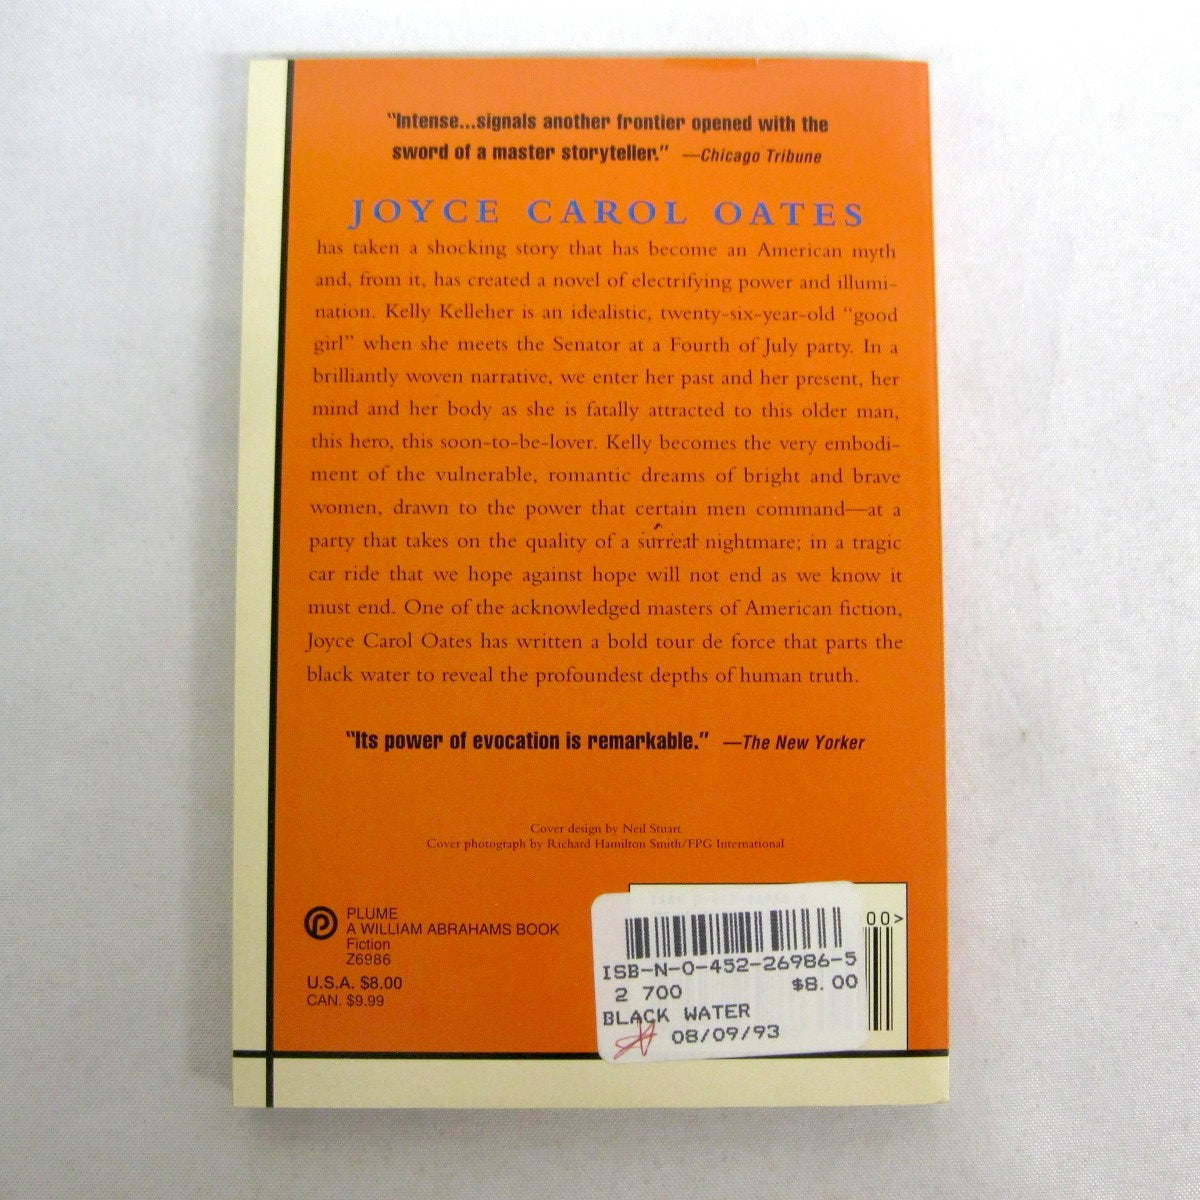 "Intense...signals another frontier opened with the
sword of a master storyteller." —Chicago Tribune
JOYCE CAROL OATES
has taken a shocking story that has become an American myth
and, from it, has created a novel of electrifying power and illumi-
nation. Kelly Kelleher is an idealistic, twenty-six-year-old “good
girl” when she meets the Senator at a Fourth of July party. In a
brilliantly woven narrative, we enter her past and her present, her
mind and her body as she is fatally attracted to this older man,
this hero, this soon-to-be-lover. Kelly becomes the very embodi-
ment of the vulnerable, romantic dreams of bright and brave
women, drawn to the power that certain men command—at a
party that takes on the quality of a surreal nightmare; in a tragic
car ride that we hope against hope will not end as we know it
must end. One of the acknowledged masters of American fiction,
Joyce Carol Oates has written a bold tour de force that parts the
black water to reveal the profoundest depths of human truth.
"Its power of evocation is remarkable." —The New Yorker
Cover design by Neil Stuart
Cover photograph by Richard Hamilton Smith/FPG International
PLUME
A WILLIAM ABRAHAMS BOOK
Fiction
Z6986
U.S.A. $8.00
CAN. $9.99
00>
ISB-N-0-452-26986-5
2 700 $8.00
BLACK WATER
08/09/93